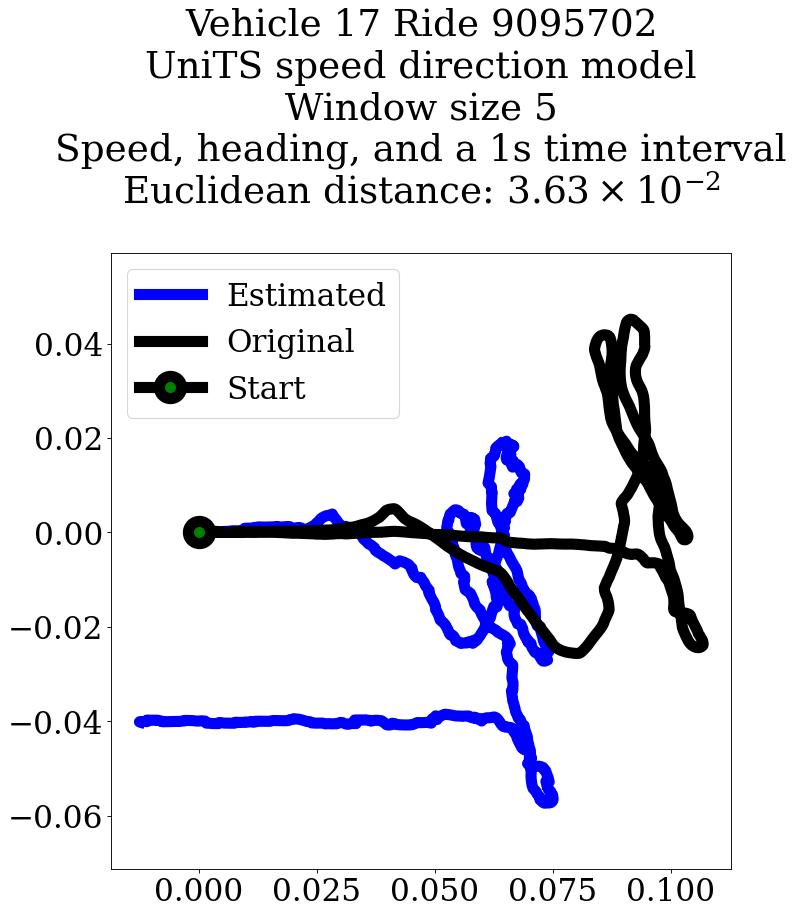 Vehicle 17 Ride 9095702
UniTS speed direction model
Window size 5
Speed, heading, and a 1s time interval
Euclidean distance: 3.63 × 10⁻²
Estimated
Original
Start
0.04
0.02
0.00
−0.02
−0.04
−0.06
0.000 0.025 0.050 0.075 0.100